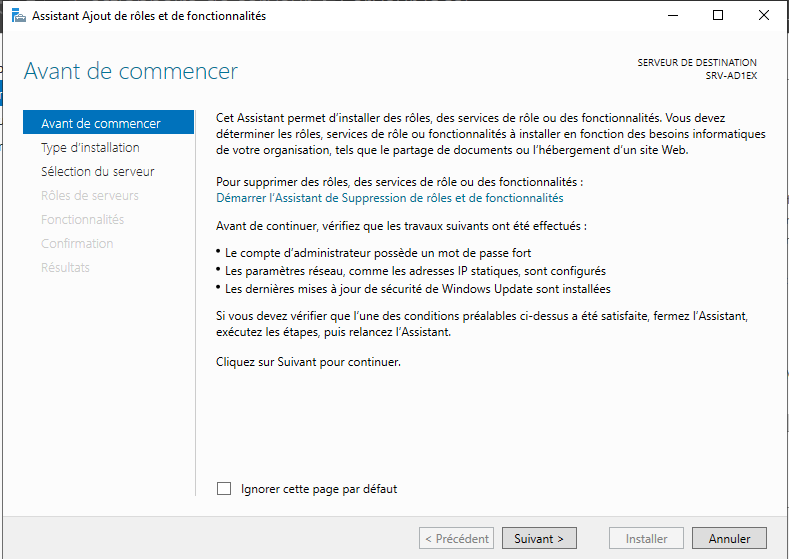 Assistant Ajout de rôles et de fonctionnalités
Avant de commencer
SERVEUR DE DESTINATION
SRV-AD1EX
Avant de commencer
Type d'installation
Sélection du serveur
Rôles de serveurs
Fonctionnalités
Confirmation
Résultats
Cet Assistant permet d'installer des rôles, des services de rôle ou des fonctionnalités. Vous devez
déterminer les rôles, services de rôle ou fonctionnalités à installer en fonction des besoins informatiques
de votre organisation, tels que le partage de documents ou l'hébergement d'un site Web.
Pour supprimer des rôles, des services de rôle ou des fonctionnalités :
Démarrer l'Assistant de Suppression de rôles et de fonctionnalités
Avant de continuer, vérifiez que les travaux suivants ont été effectués :
• Le compte d'administrateur possède un mot de passe fort
• Les paramètres réseau, comme les adresses IP statiques, sont configurés
• Les dernières mises à jour de sécurité de Windows Update sont installées
Si vous devez vérifier que l'une des conditions préalables ci-dessus a été satisfaite, fermez l'Assistant,
exécutez les étapes, puis relancez l'Assistant.
Cliquez sur Suivant pour continuer.
Ignorer cette page par défaut
< Précédent
Suivant >
Installer
Annuler